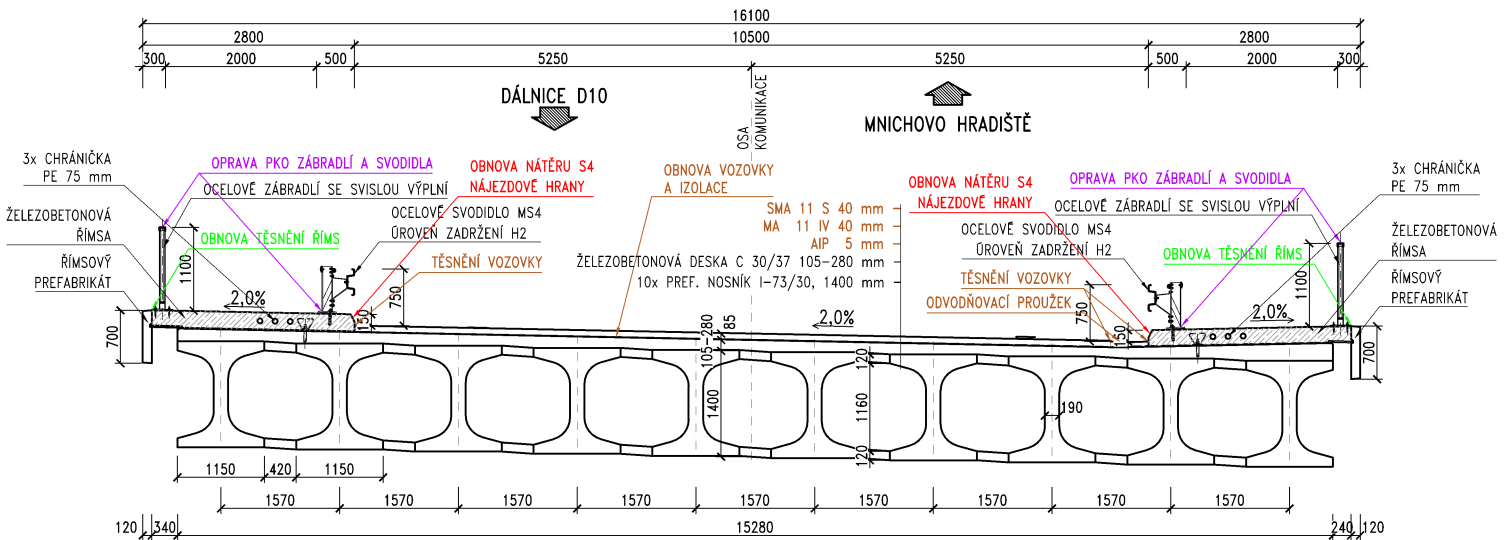 16100
2800
10500
2800
300
2000
500
5250
5250
500
2000
300
DÁLNICE D10
OSA
KOMUNIKACE
MNICHOVO HRADIŠTĚ
3x CHRÁNIČKA
PE 75 mm
OPRAVA PKO ZÁBRADLÍ A SVODIDLA
OCELOVÉ ZÁBRADLÍ SE SVISLOU VÝPLNÍ
OBNOVA NÁTĚRU S4
NÁJEZDOVÉ HRANY
OCELOVÉ SVODIDLO MS4
ÚROVEŇ ZADRŽENÍ H2
ŽELEZOBETONOVÁ
ŘÍMSA
ŘÍMSOVÝ
PREFABRIKÁT
OBNOVA TĚSNĚNÍ ŘÍMS
TĚSNĚNÍ VOZOVKY
OBNOVA VOZOVKY
A IZOLACE
SMA 11 S 40 mm
MA 11 IV 40 mm
AIP 5 mm
ŽELEZOBETONOVÁ DESKA C 30/37 105-280 mm
10x PREF. NOSNÍK I-73/30, 1400 mm
OBNOVA NÁTĚRU S4
NÁJEZDOVÉ HRANY
OCELOVÉ SVODIDLO MS4
ÚROVEŇ ZADRŽENÍ H2
TĚSNĚNÍ VOZOVKY
ODVODŇOVACÍ PROUŽEK
OPRAVA PKO ZÁBRADLÍ A SVODIDLA
OCELOVÉ ZÁBRADLÍ SE SVISLOU VÝPLNÍ
OBNOVA TĚSNĚNÍ ŘÍMS
3x CHRÁNIČKA
PE 75 mm
ŽELEZOBETONOVÁ
ŘÍMSA
ŘÍMSOVÝ
PREFABRIKÁT
700
1100
2,0%
750
150
105-280
85
2,0%
750
150
2,0%
1100
700
1400
120
1160
120
190
1150
420
1150
1570
1570
1570
1570
1570
1570
1570
1570
1570
120
340
15280
240
120